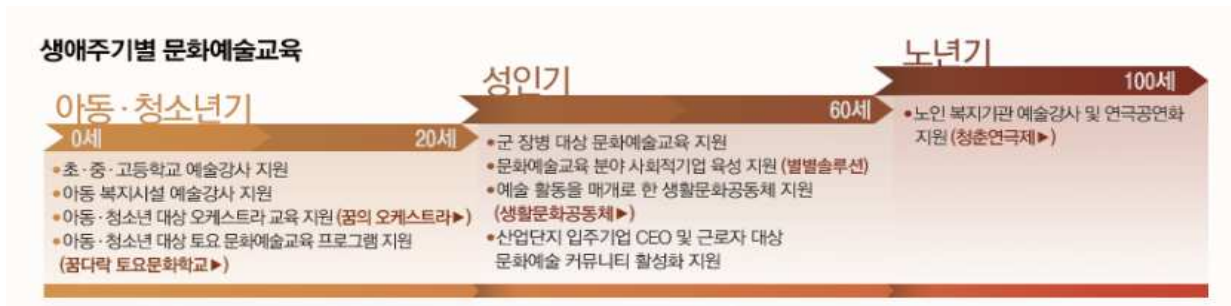 생애주기별 문화예술교육
아동·청소년기
0세 20세
•초·중·고등학교 예술강사 지원
•아동 복지시설 예술강사 지원
•아동·청소년 대상 오케스트라 교육 지원(꿈의 오케스트라▶)
•아동·청소년 대상 토요 문화예술교육 프로그램 지원
(꿈다락 토요문화학교▶)
성인기
60세
•군 장병 대상 문화예술교육 지원
•문화예술교육 분야 사회적기업 육성 지원 (별별솔루션)
•예술 활동을 매개로 한 생활문화공동체 지원
(생활문화공동체▶)
•산업단지 입주기업 CEO 및 근로자 대상
문화예술 커뮤니티 활성화 지원
노년기
100세
•노인 복지기관 예술강사 및 연극공연화
지원 (청춘연극제▶)